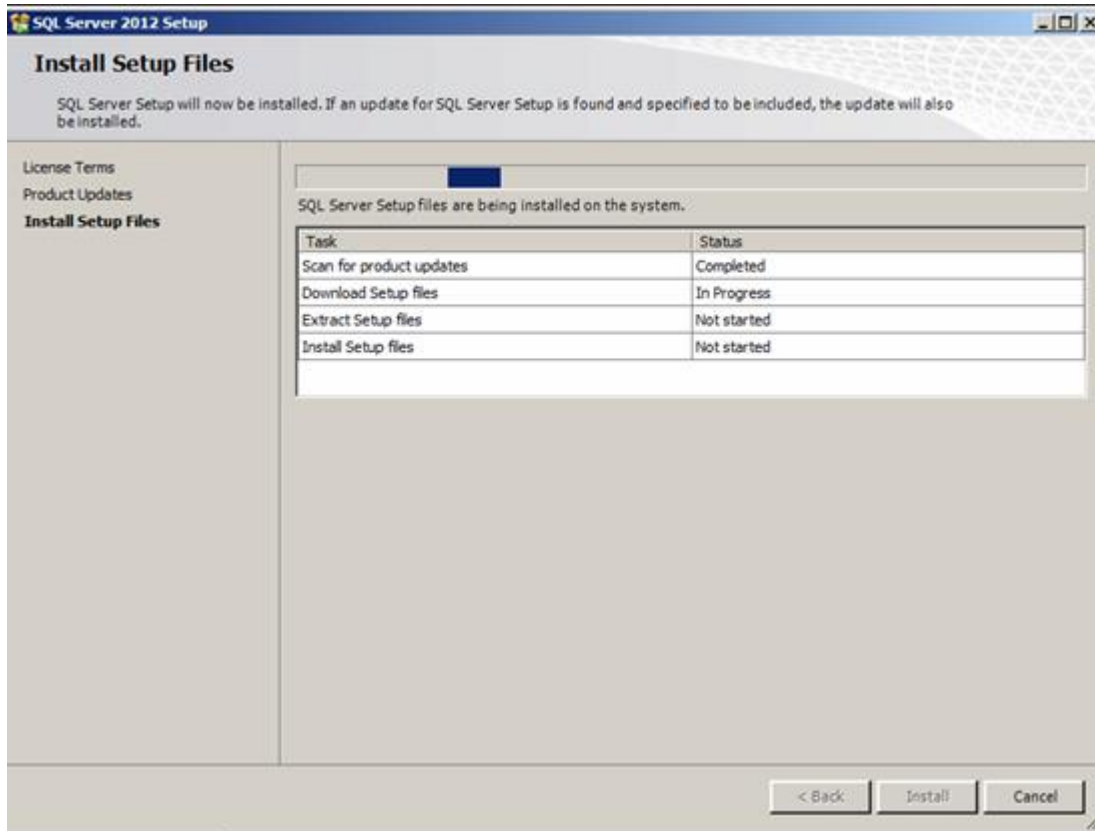 SQL Server 2012 Setup
Install Setup Files
SQL Server Setup will now be installed. If an update for SQL Server Setup is found and specified to be included, the update will also
be installed.
License Terms
Product Updates
Install Setup Files
SQL Server Setup files are being installed on the system.
Task Status
Scan for product updates Completed
Download Setup files In Progress
Extract Setup files Not started
Install Setup files Not started
< Back Install Cancel